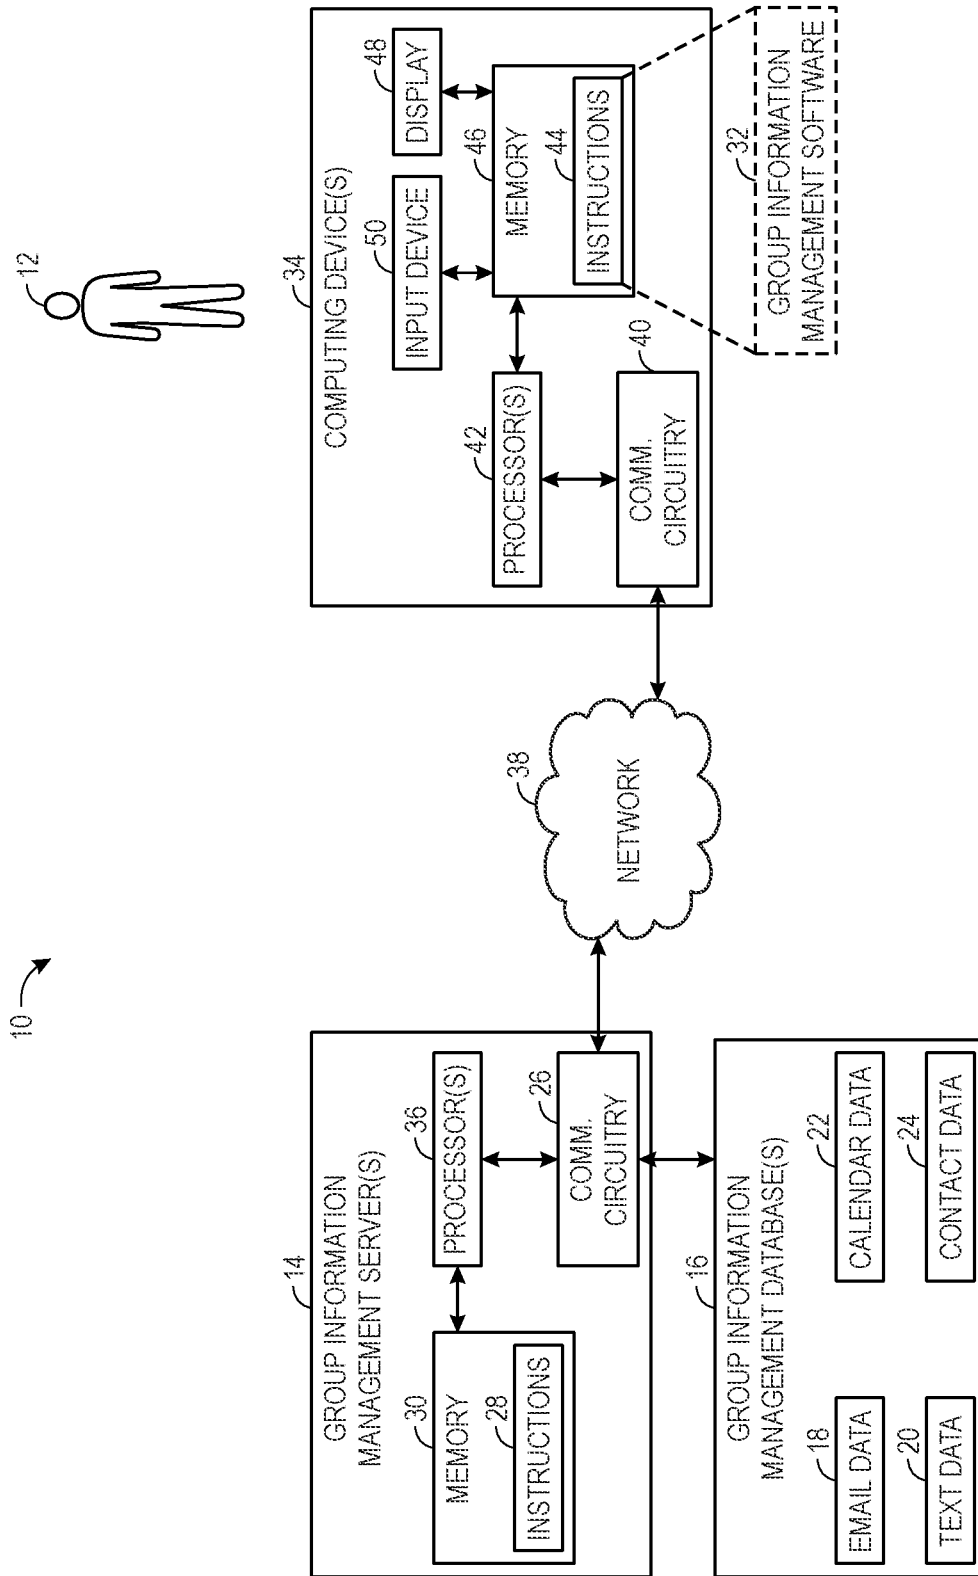 10
12
14
GROUP INFORMATION
MANAGEMENT SERVER(S)
30
MEMORY
28
INSTRUCTIONS
36
PROCESSOR(S)
26
COMM.
CIRCUITRY
16
GROUP INFORMATION
MANAGEMENT DATABASE(S)
18
EMAIL DATA
22
CALENDAR DATA
20
TEXT DATA
24
CONTACT DATA
38
NETWORK
34
COMPUTING DEVICE(S)
50
INPUT DEVICE
48
DISPLAY
42
PROCESSOR(S)
46
MEMORY
44
INSTRUCTIONS
40
COMM.
CIRCUITRY
32
GROUP INFORMATION
MANAGEMENT SOFTWARE